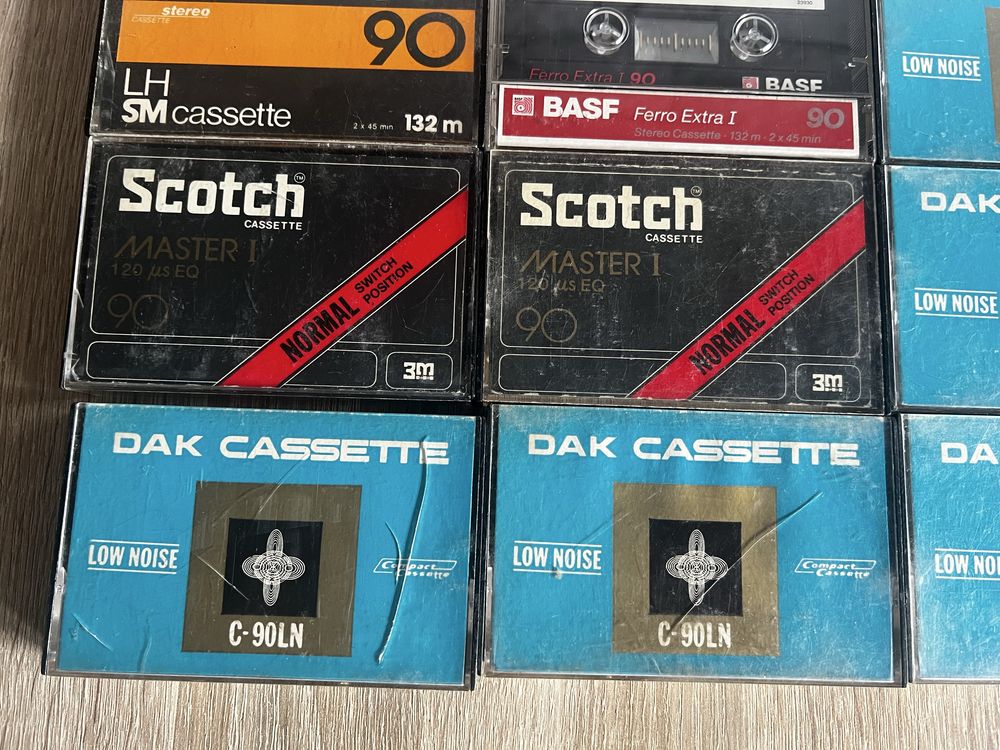 stereo
CASSETTE
90
LH
SM cassette
2 x 45 min 132 m
Ferro Extra I 90
BASF
BASF Ferro Extra I 90
Stereo Cassette · 132 m · 2 x 45 min
LOW NOISE
Scotch™
CASSETTE
MASTER I
120 µs EQ
90
NORMAL SWITCH POSITION
3M
Scotch™
CASSETTE
MASTER I
120 µs EQ
90
NORMAL SWITCH POSITION
3M
DAK
LOW NOISE
DAK CASSETTE
LOW NOISE
Compact Cassette
C-90LN
DAK CASSETTE
LOW NOISE
Compact Cassette
C-90LN
DA
LOW NOI